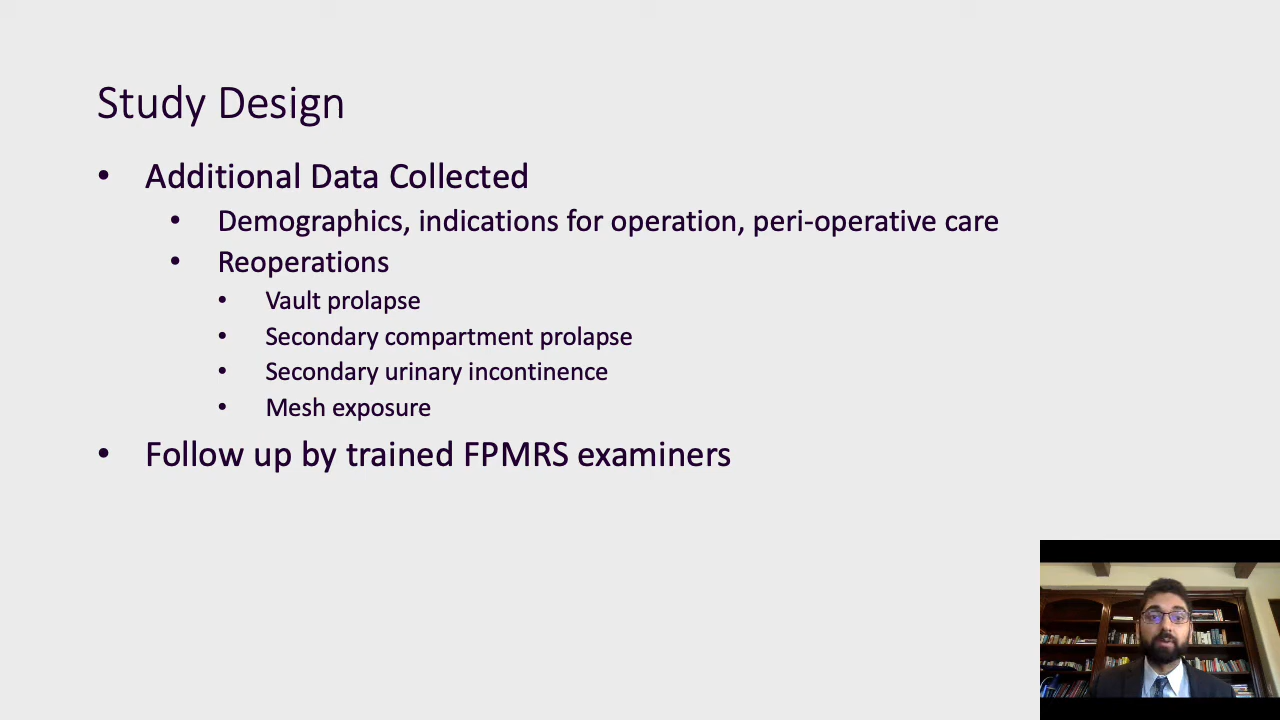 Study Design
• Additional Data Collected
• Demographics, indications for operation, peri-operative care
• Reoperations
• Vault prolapse
• Secondary compartment prolapse
• Secondary urinary incontinence
• Mesh exposure
• Follow up by trained FPMRS examiners